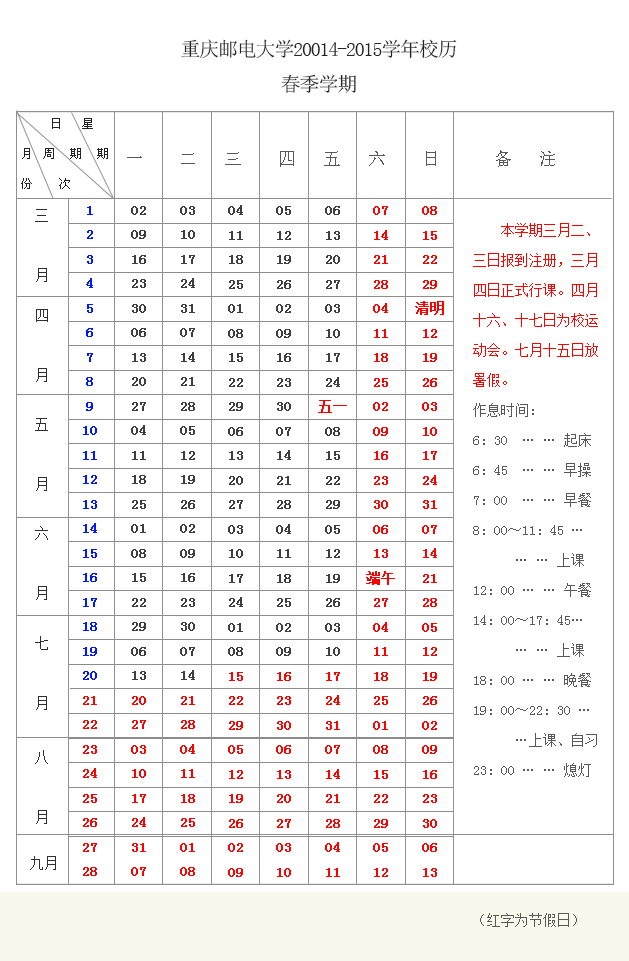 重庆邮电大学20014-2015学年校历
春季学期
日 星
月 周 期 期
份 次
一 二 三 四 五 六 日 备 注
三月
1 02 03 04 05 06 07 08
2 09 10 11 12 13 14 15
3 16 17 18 19 20 21 22
4 23 24 25 26 27 28 29
四月
5 30 31 01 02 03 04 清明
6 06 07 08 09 10 11 12
7 13 14 15 16 17 18 19
8 20 21 22 23 24 25 26
五月
9 27 28 29 30 五一 02 03
10 04 05 06 07 08 09 10
11 11 12 13 14 15 16 17
12 18 19 20 21 22 23 24
13 25 26 27 28 29 30 31
六月
14 01 02 03 04 05 06 07
15 08 09 10 11 12 13 14
16 15 16 17 18 19 端午 21
17 22 23 24 25 26 27 28
七月
18 29 30 01 02 03 04 05
19 06 07 08 09 10 11 12
20 13 14 15 16 17 18 19
21 20 21 22 23 24 25 26
22 27 28 29 30 31 01 02
八月
23 03 04 05 06 07 08 09
24 10 11 12 13 14 15 16
25 17 18 19 20 21 22 23
26 24 25 26 27 28 29 30
九月
27 31 01 02 03 04 05 06
28 07 08 09 10 11 12 13
本学期三月二、
三日报到注册，三月
四日正式行课。四月
十六、十七日为校运
动会。七月十五日放
暑假。
作息时间：
6：30 … … 起床
6：45 … … 早操
7：00 … … 早餐
8：00～11：45 …
… … 上课
12：00 … … 午餐
14：00～17：45…
… … 上课
18：00 … … 晚餐
19：00～22：30 …
…上课、自习
23：00 … … 熄灯
（红字为节假日）